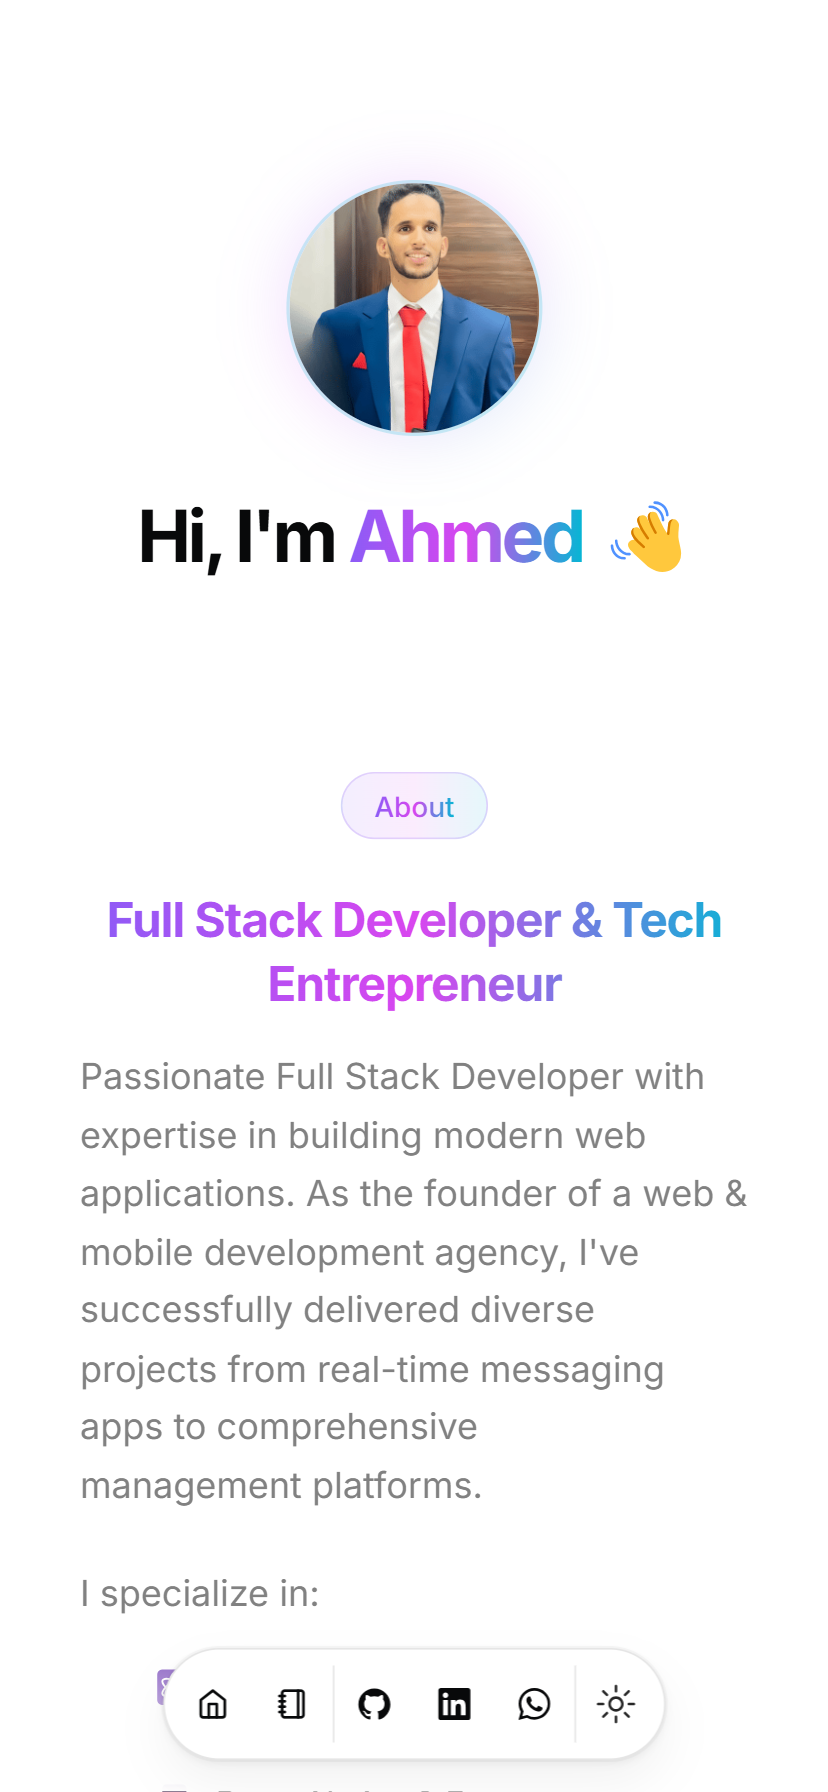 Hi, I'm Ahmed 👋
About
Full Stack Developer & Tech
Entrepreneur
Passionate Full Stack Developer with
expertise in building modern web
applications. As the founder of a web &
mobile development agency, I've
successfully delivered diverse
projects from real-time messaging
apps to comprehensive
management platforms.
I specialize in:
in